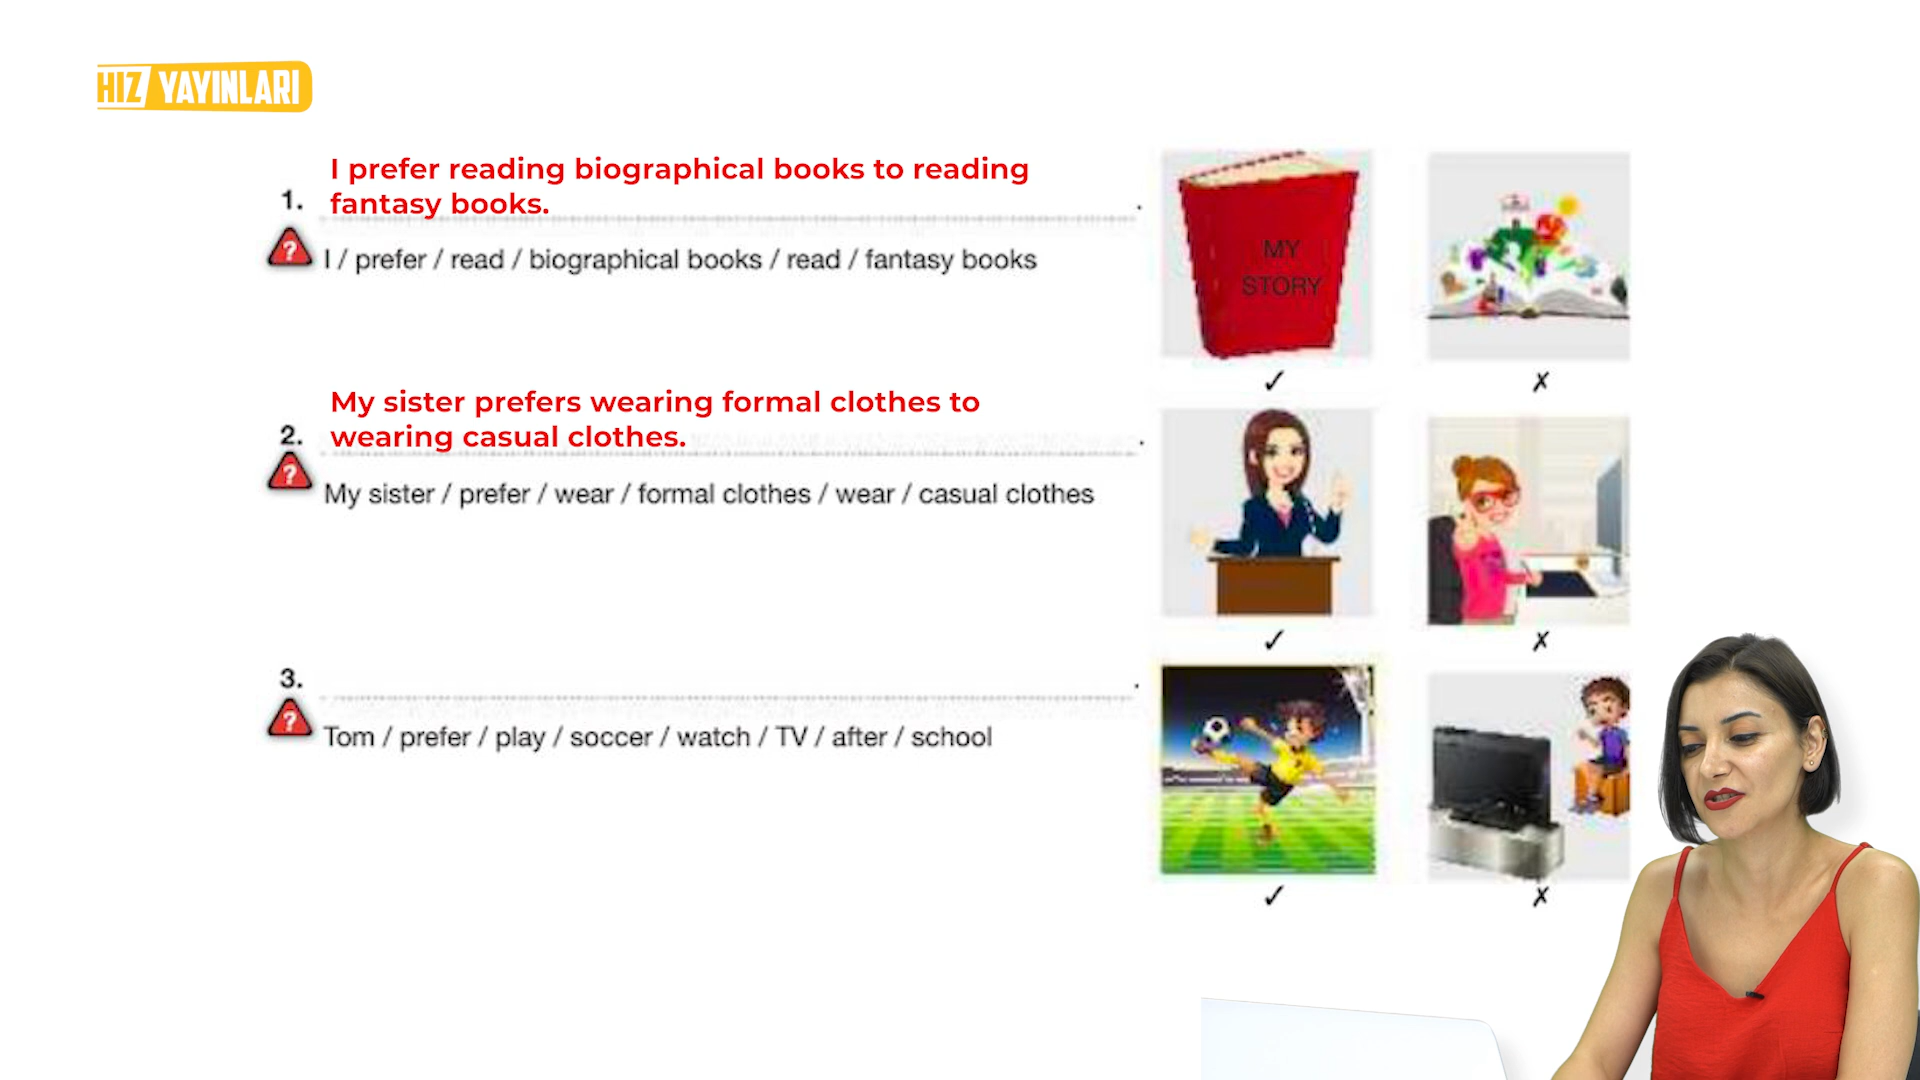 HIZ YAYINLARI
I prefer reading biographical books to reading
1. fantasy books.
? I / prefer / read / biographical books / read / fantasy books
MY
STORY
✓ ✗
My sister prefers wearing formal clothes to
2. wearing casual clothes.
? My sister / prefer / wear / formal clothes / wear / casual clothes
✓ ✗
3. .
? Tom / prefer / play / soccer / watch / TV / after / school
✓ ✗